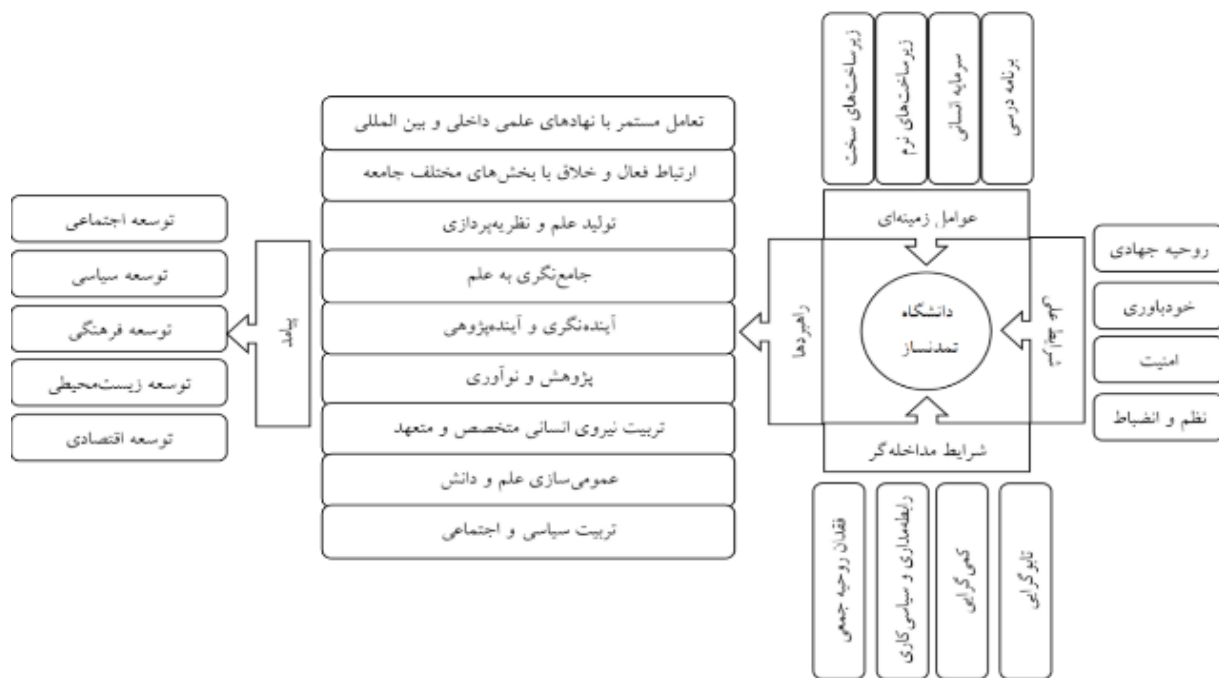 برنامه درسی
سرمایه انسانی
زیرساخت‌های نرم
زیرساخت‌های سخت
عوامل زمینه‌ای
روحیه جهادی
خودباوری
امنیت
نظم و انضباط
شرایط علی
دانشگاه
تمدنساز
شرایط مداخله‌گر
تابوگرایی
کمی‌گرایی
رابطه‌مداری و سیاسی‌کاری
فقدان روحیه جمعی
راهبردها
تعامل مستمر با نهادهای علمی داخلی و بین المللی
ارتباط فعال و خلاق با بخش‌های مختلف جامعه
تولید علم و نظریه‌پردازی
جامع‌نگری به علم
آینده‌نگری و آینده‌پژوهی
پژوهش و نوآوری
تربیت نیروی انسانی متخصص و متعهد
عمومی‌سازی علم و دانش
تربیت سیاسی و اجتماعی
پیامد
توسعه اجتماعی
توسعه سیاسی
توسعه فرهنگی
توسعه زیست‌محیطی
توسعه اقتصادی